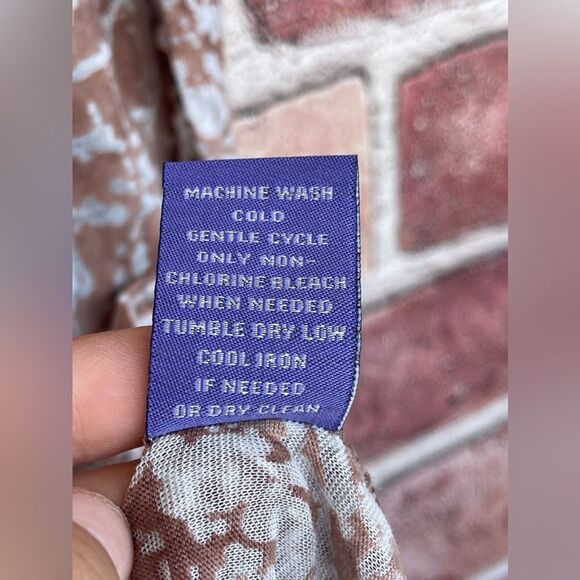 MACHINE WASH
COLD
GENTLE CYCLE
ONLY NON-
CHLORINE BLEACH
WHEN NEEDED
TUMBLE DRY LOW
COOL IRON
IF NEEDED
OR DRY CLEAN